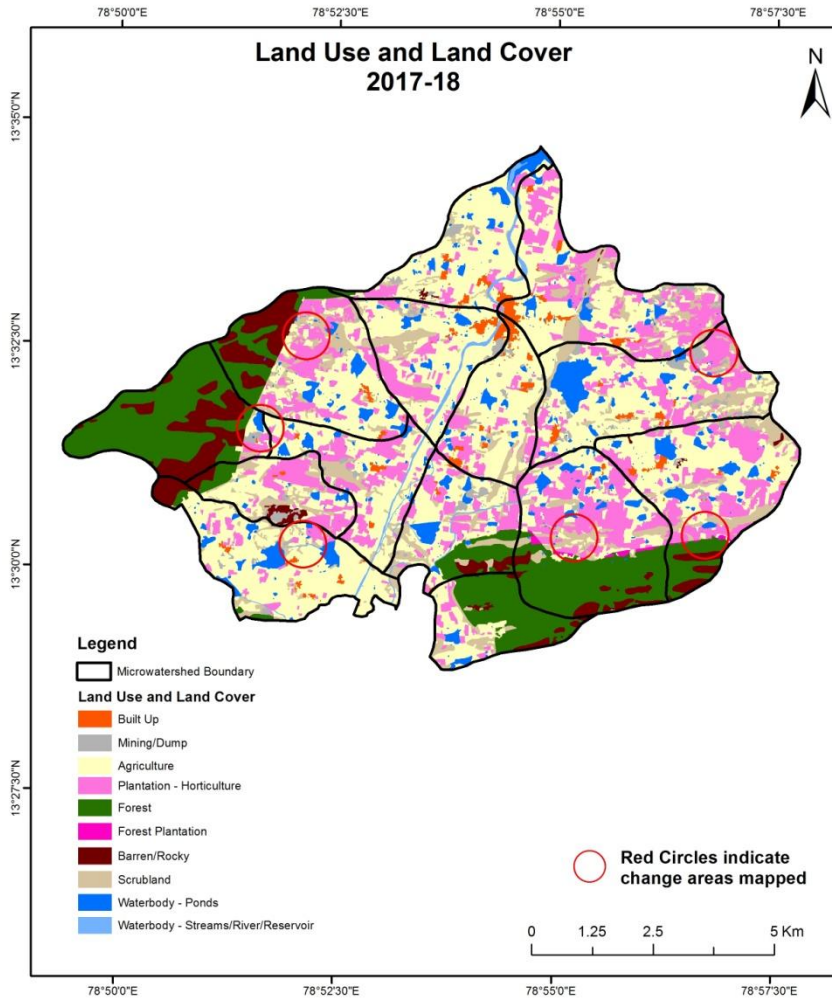 78°50'0"E 78°52'30"E 78°55'0"E 78°57'30"E
Land Use and Land Cover
2017-18
N
13°35'0"N
13°32'30"N
13°30'0"N
13°27'30"N
Legend
Microwatershed Boundary
Land Use and Land Cover
Built Up
Mining/Dump
Agriculture
Plantation - Horticulture
Forest
Forest Plantation
Barren/Rocky
Scrubland
Waterbody - Ponds
Waterbody - Streams/River/Reservoir
Red Circles indicate
change areas mapped
0 1.25 2.5 5 Km
78°50'0"E 78°52'30"E 78°55'0"E 78°57'30"E